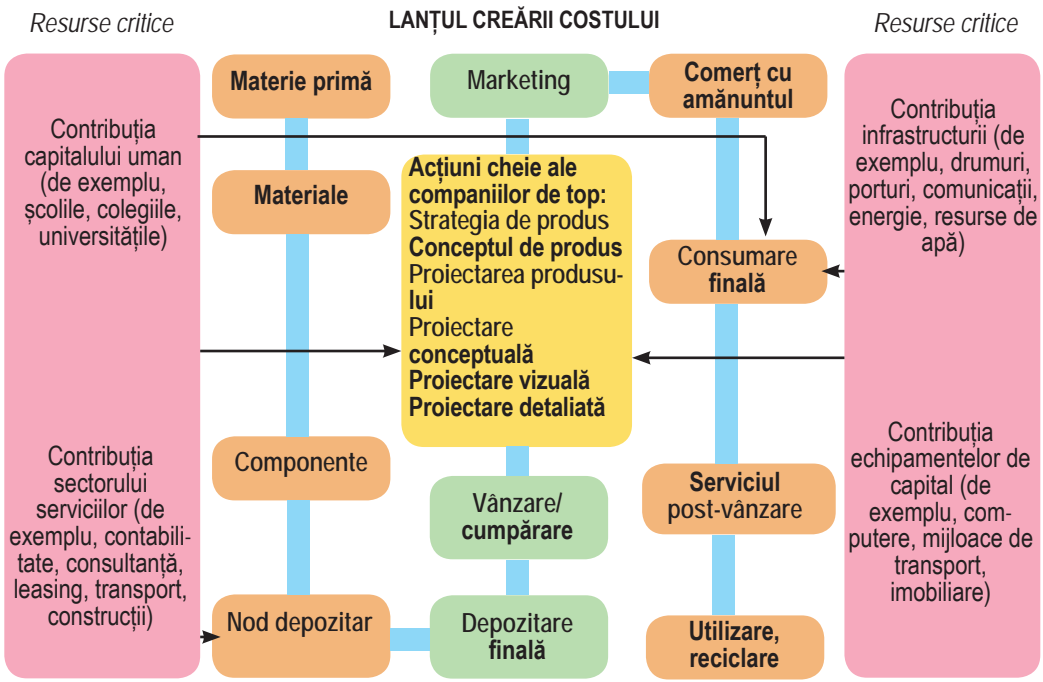 Resurse critice
LANȚUL CREĂRII COSTULUI
Resurse critice
Contribuția
capitalului uman
(de exemplu,
școlile, colegiile,
universitățile)
Contribuția
sectorului
serviciilor (de
exemplu, contabili-
tate, consultanță,
leasing, transport,
construcții)
Materie primă
Materiale
Componente
Nod depozitar
Marketing
Acțiuni cheie ale
companiilor de top:
Strategia de produs
Conceptul de produs
Proiectarea produsu-
lui
Proiectare
conceptuală
Proiectare vizuală
Proiectare detaliată
Vânzare/
cumpărare
Depozitare
finală
Comerț cu
amănuntul
Consumare
finală
Serviciul
post-vânzare
Utilizare,
reciclare
Contribuția
infrastructurii (de
exemplu, drumuri,
porturi, comunicații,
energie, resurse de
apă)
Contribuția
echipamentelor de
capital (de
exemplu, com-
putere, mijloace de
transport,
imobiliare)